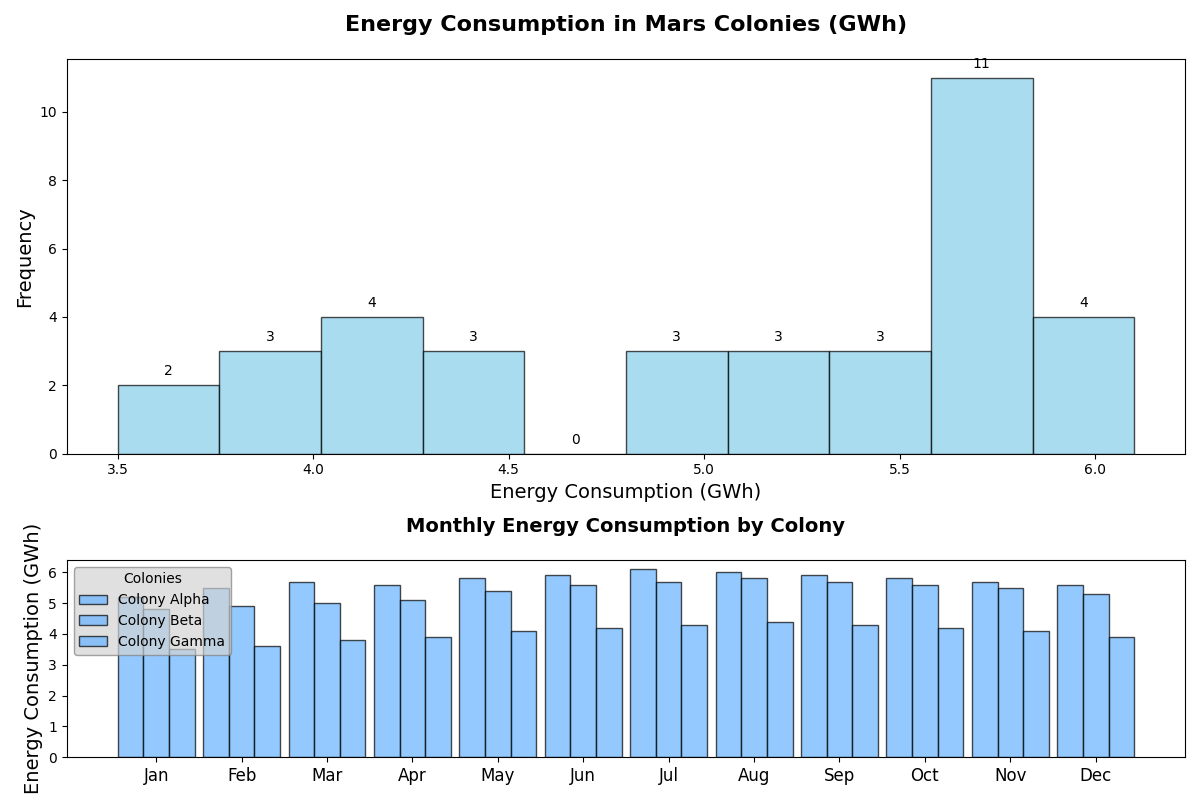 Energy Consumption in Mars Colonies (GWh)
11
10
8
6
4
2
0
Frequency
2
3
4
3
0
3
3
3
4
3.5 4.0 4.5 5.0 5.5 6.0
Energy Consumption (GWh)
Monthly Energy Consumption by Colony
Energy Consumption (GWh)
6
5
4
3
2
1
0
Colonies
Colony Alpha
Colony Beta
Colony Gamma
Jan Feb Mar Apr May Jun Jul Aug Sep Oct Nov Dec